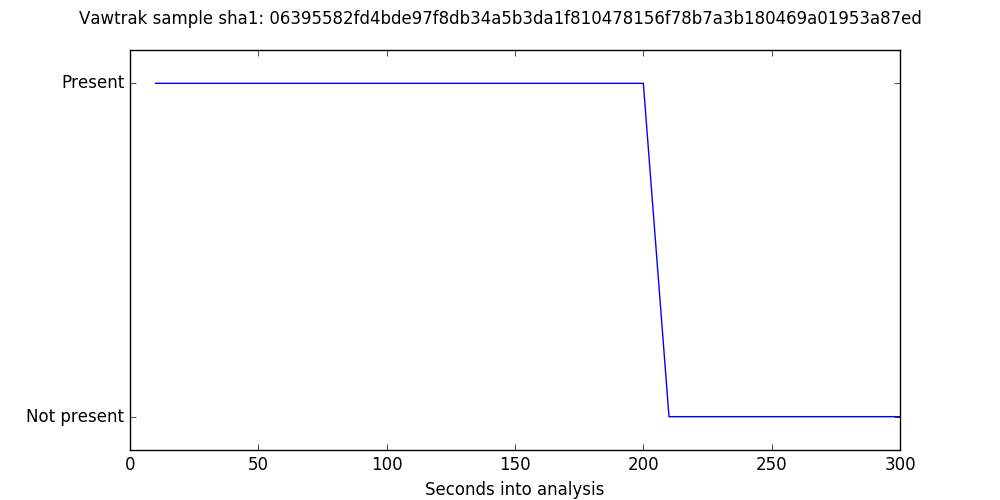 Vawtrak sample sha1: 06395582fd4bde97f8db34a5b3da1f810478156f78b7a3b180469a01953a87ed
Present
Not present
0 50 100 150 200 250 300
Seconds into analysis